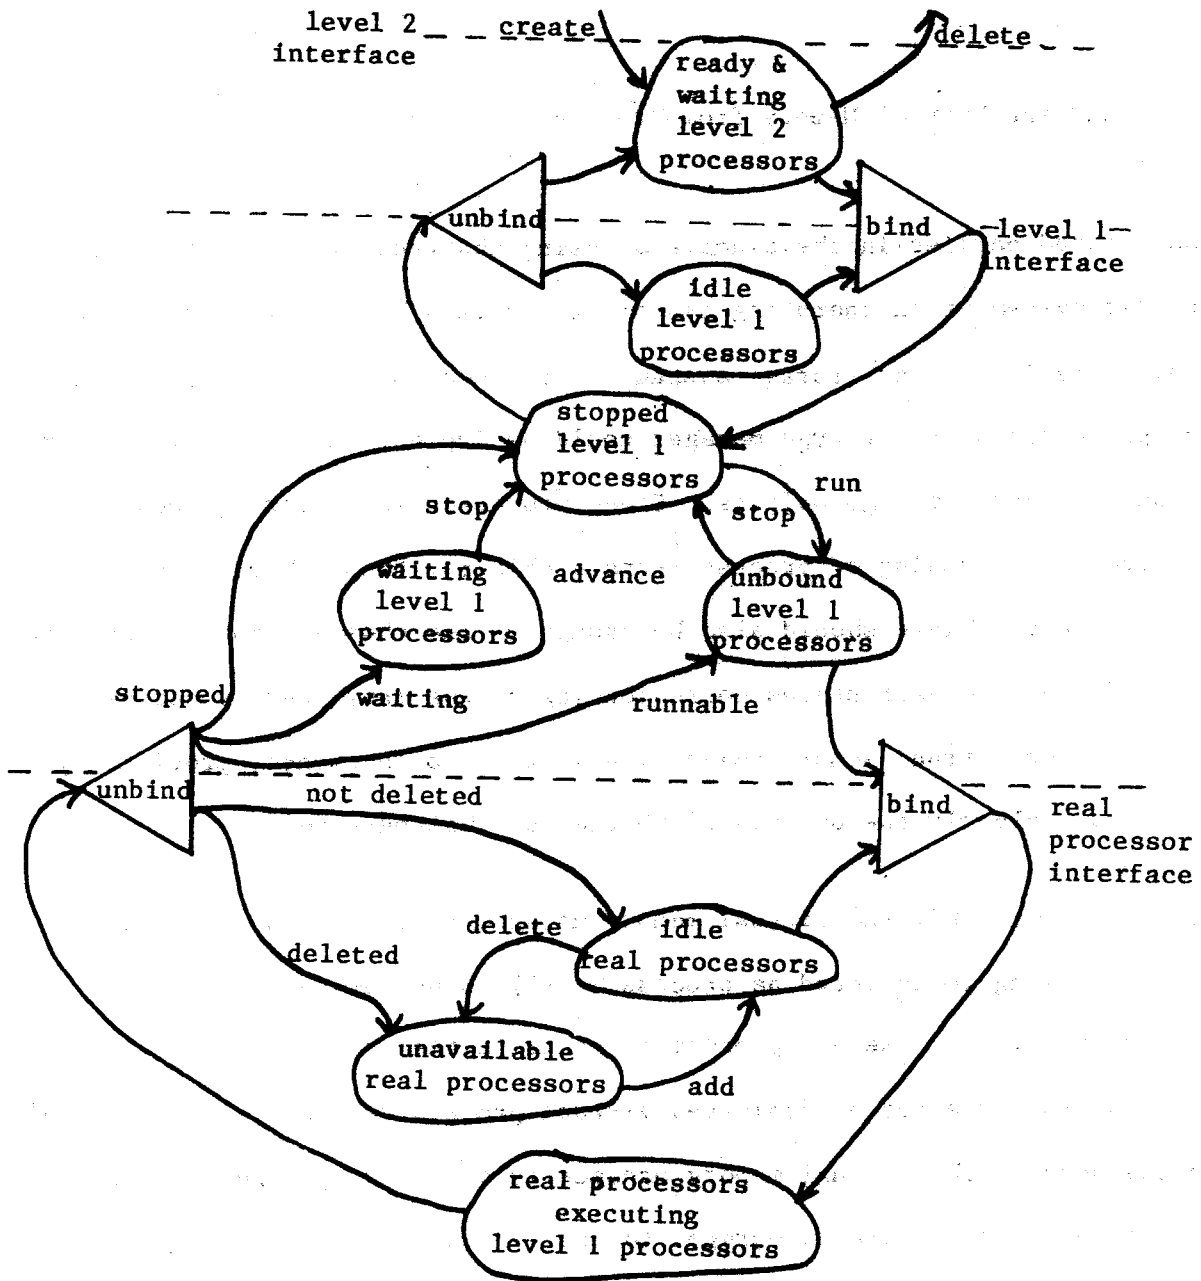 level 2
interface
create
delete
ready &
waiting
level 2
processors
unbind
bind
level 1
interface
idle
level 1
processors
stopped
level 1
processors
run
stop
stop
waiting
level 1
processors
advance
unbound
level 1
processors
stopped
waiting
runnable
unbind
not deleted
bind
real
processor
interface
delete
idle
real processors
deleted
unavailable
real processors
add
real processors
executing
level 1 processors